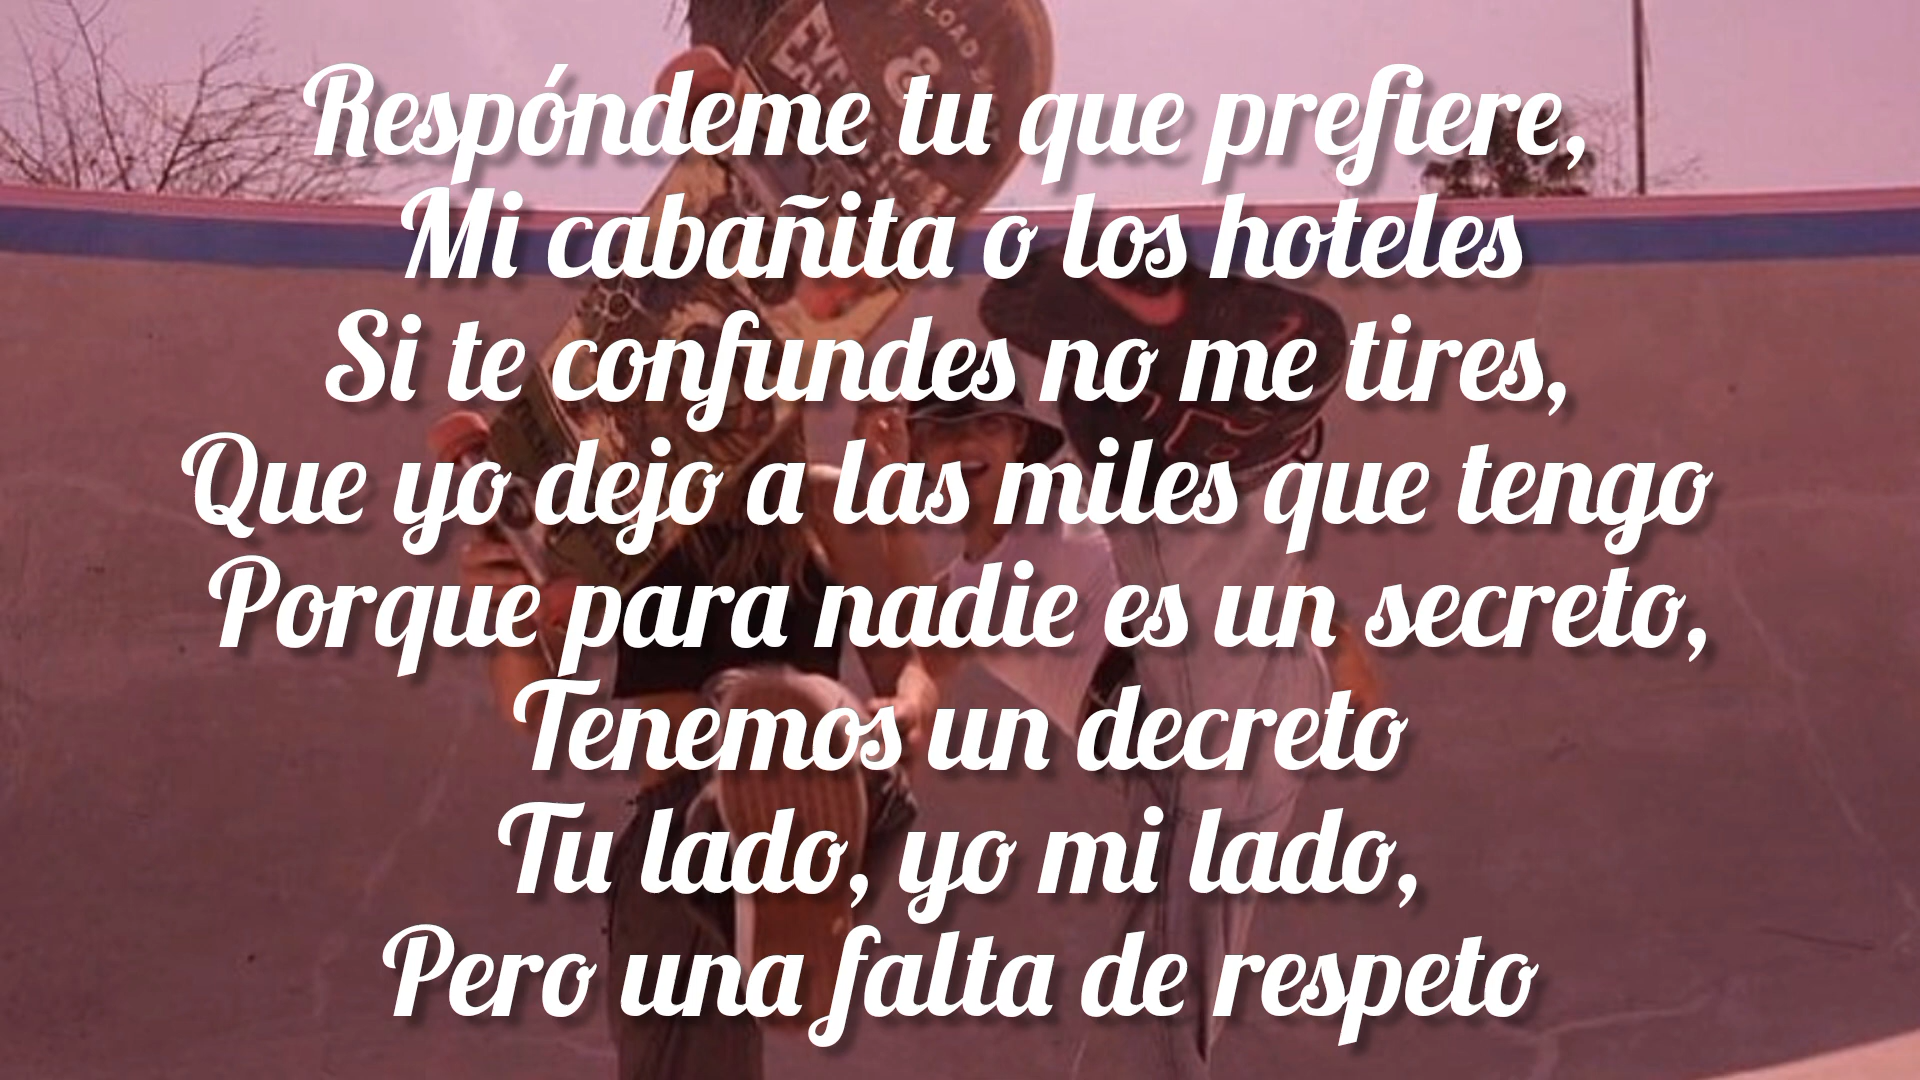 LOAD
&
Respóndeme tu que prefiere,
Mi cabañita o los hoteles
Si te confundes no me tires,
Que yo dejo a las miles que tengo
Porque para nadie es un secreto,
Tenemos un decreto
Tu lado, yo mi lado,
Pero una falta de respeto